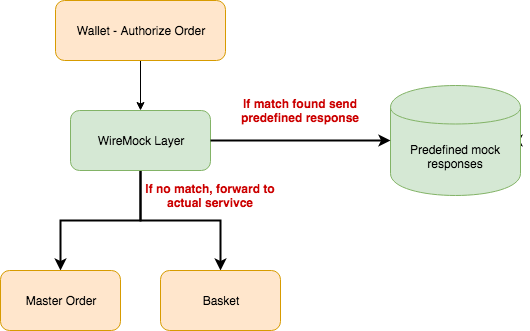 Wallet - Authorize Order
If match found send
predefined response
WireMock Layer
Predefined mock
responses
If no match, forward to
actual servivce
Master Order
Basket